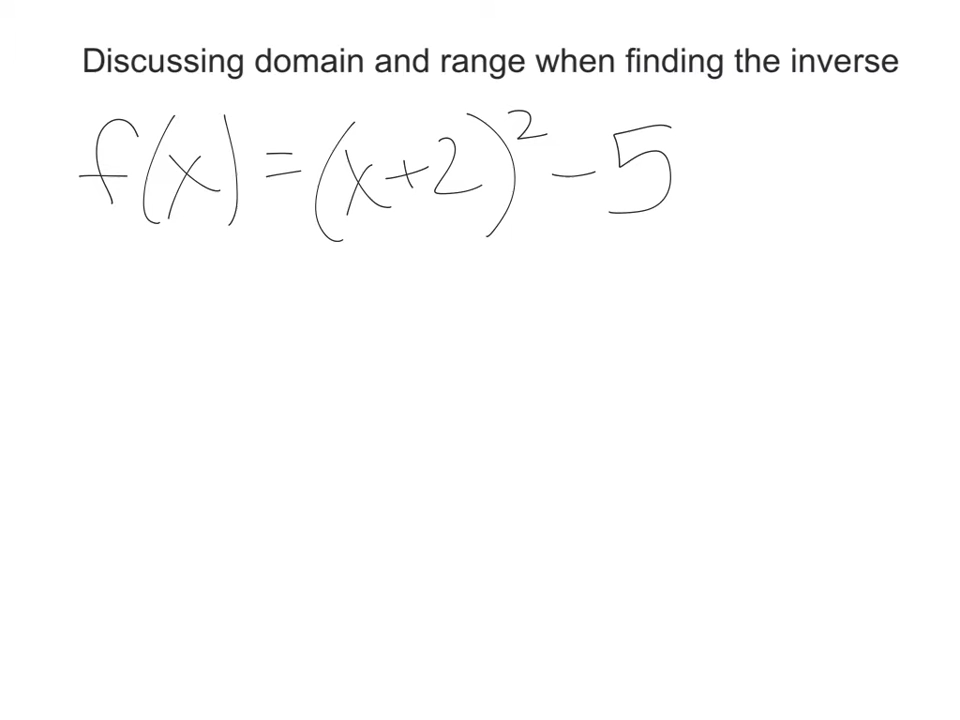 Discussing domain and range when finding the inverse
f(x) = (x+2)² - 5